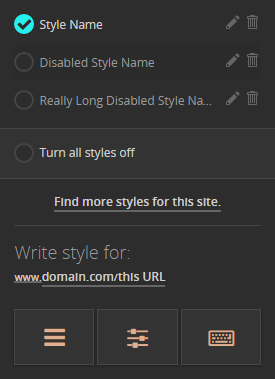 Style Name
Disabled Style Name
Really Long Disabled Style Na...
Turn all styles off
Find more styles for this site.
Write style for:
www.domain.com/this URL